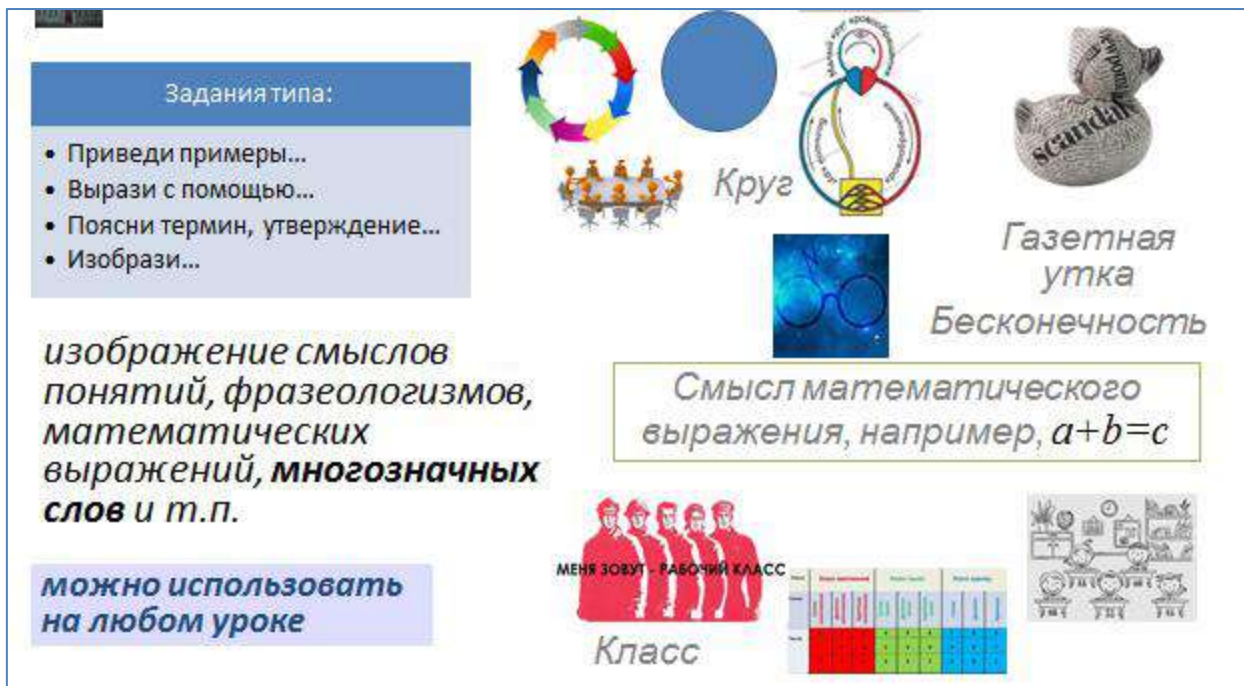 Задания типа:
• Приведи примеры...
• Вырази с помощью...
• Поясни термин, утверждение...
• Изобрази...
изображение смыслов
понятий, фразеологизмов,
математических
выражений, многозначных
слов и т.п.
можно использовать
на любом уроке
Круг
scandale
Газетная
утка
Бесконечность
Смысл математического
выражения, например, a+b=c
МЕНЯ ЗОВУТ - РАБОЧИЙ КЛАСС
Класс